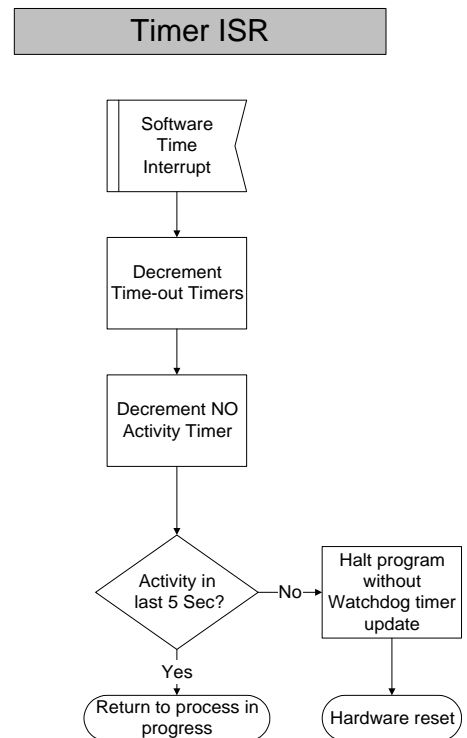 Timer ISR
Software
Time
Interrupt
Decrement
Time-out Timers
Decrement NO
Activity Timer
Activity in
last 5 Sec?
No
Halt program
without
Watchdog timer
update
Yes
Return to process in
progress
Hardware reset